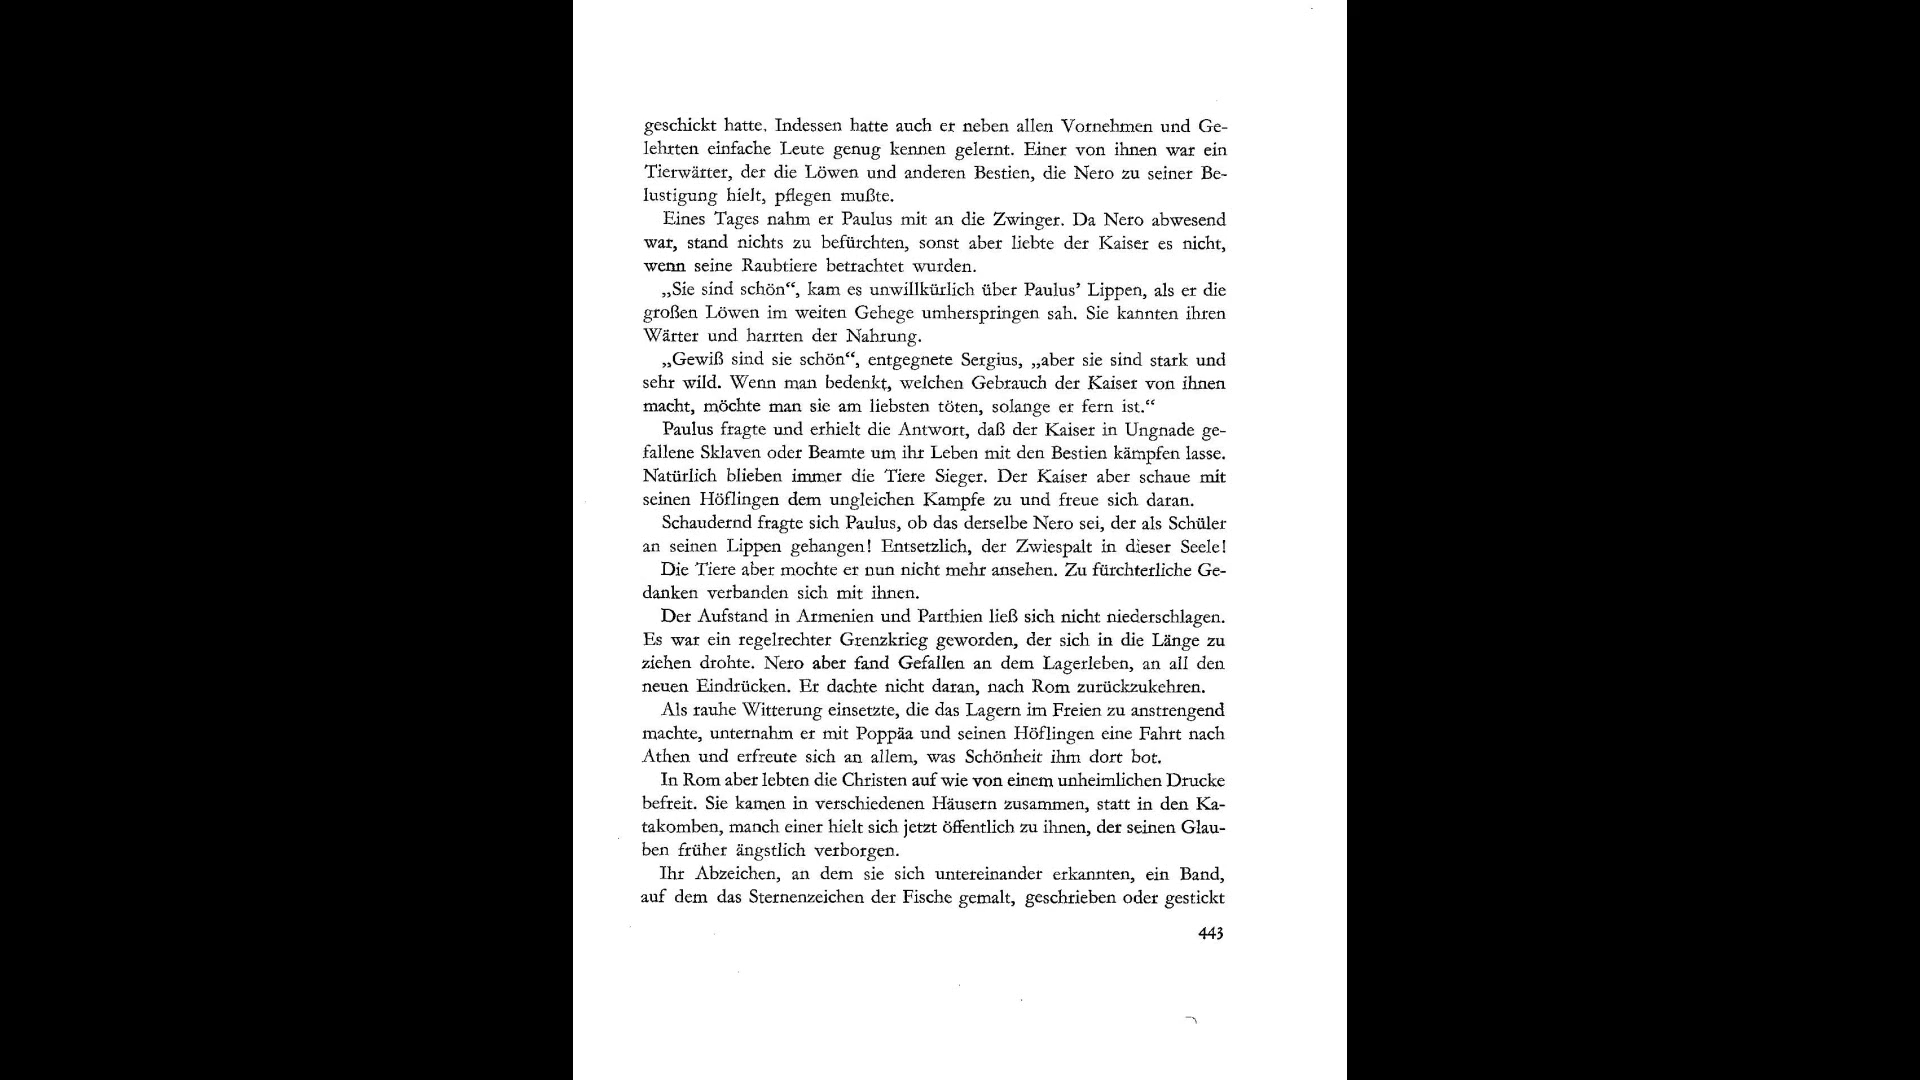 geschickt hatte. Indessen hatte auch er neben allen Vornehmen und Ge-
lehrten einfache Leute genug kennen gelernt. Einer von ihnen war ein
Tierwärter, der die Löwen und anderen Bestien, die Nero zu seiner Be-
lustigung hielt, pflegen mußte.
Eines Tages nahm er Paulus mit an die Zwinger. Da Nero abwesend
war, stand nichts zu befürchten, sonst aber liebte der Kaiser es nicht,
wenn seine Raubtiere betrachtet wurden.
„Sie sind schön“, kam es unwillkürlich über Paulus’ Lippen, als er die
großen Löwen im weiten Gehege umherspringen sah. Sie kannten ihren
Wärter und harrten der Nahrung.
„Gewiß sind sie schön“, entgegnete Sergius, „aber sie sind stark und
sehr wild. Wenn man bedenkt, welchen Gebrauch der Kaiser von ihnen
macht, möchte man sie am liebsten töten, solange er fern ist.“
Paulus fragte und erhielt die Antwort, daß der Kaiser in Ungnade ge-
fallene Sklaven oder Beamte um ihr Leben mit den Bestien kämpfen lasse.
Natürlich blieben immer die Tiere Sieger. Der Kaiser aber schaue mit
seinen Höflingen dem ungleichen Kampfe zu und freue sich daran.
Schaudernd fragte sich Paulus, ob das derselbe Nero sei, der als Schüler
an seinen Lippen gehangen! Entsetzlich, der Zwiespalt in dieser Seele!
Die Tiere aber mochte er nun nicht mehr ansehen. Zu fürchterliche Ge-
danken verbanden sich mit ihnen.
Der Aufstand in Armenien und Parthien ließ sich nicht niederschlagen.
Es war ein regelrechter Grenzkrieg geworden, der sich in die Länge zu
ziehen drohte. Nero aber fand Gefallen an dem Lagerleben, an all den
neuen Eindrücken. Er dachte nicht daran, nach Rom zurückzukehren.
Als rauhe Witterung einsetzte, die das Lagern im Freien zu anstrengend
machte, unternahm er mit Poppäa und seinen Höflingen eine Fahrt nach
Athen und erfreute sich an allem, was Schönheit ihm dort bot.
In Rom aber lebten die Christen auf wie von einem unheimlichen Drucke
befreit. Sie kamen in verschiedenen Häusern zusammen, statt in den Ka-
takomben, manch einer hielt sich jetzt öffentlich zu ihnen, der seinen Glau-
ben früher ängstlich verborgen.
Ihr Abzeichen, an dem sie sich untereinander erkannten, ein Band,
auf dem das Sternenzeichen der Fische gemalt, geschrieben oder gestickt
443